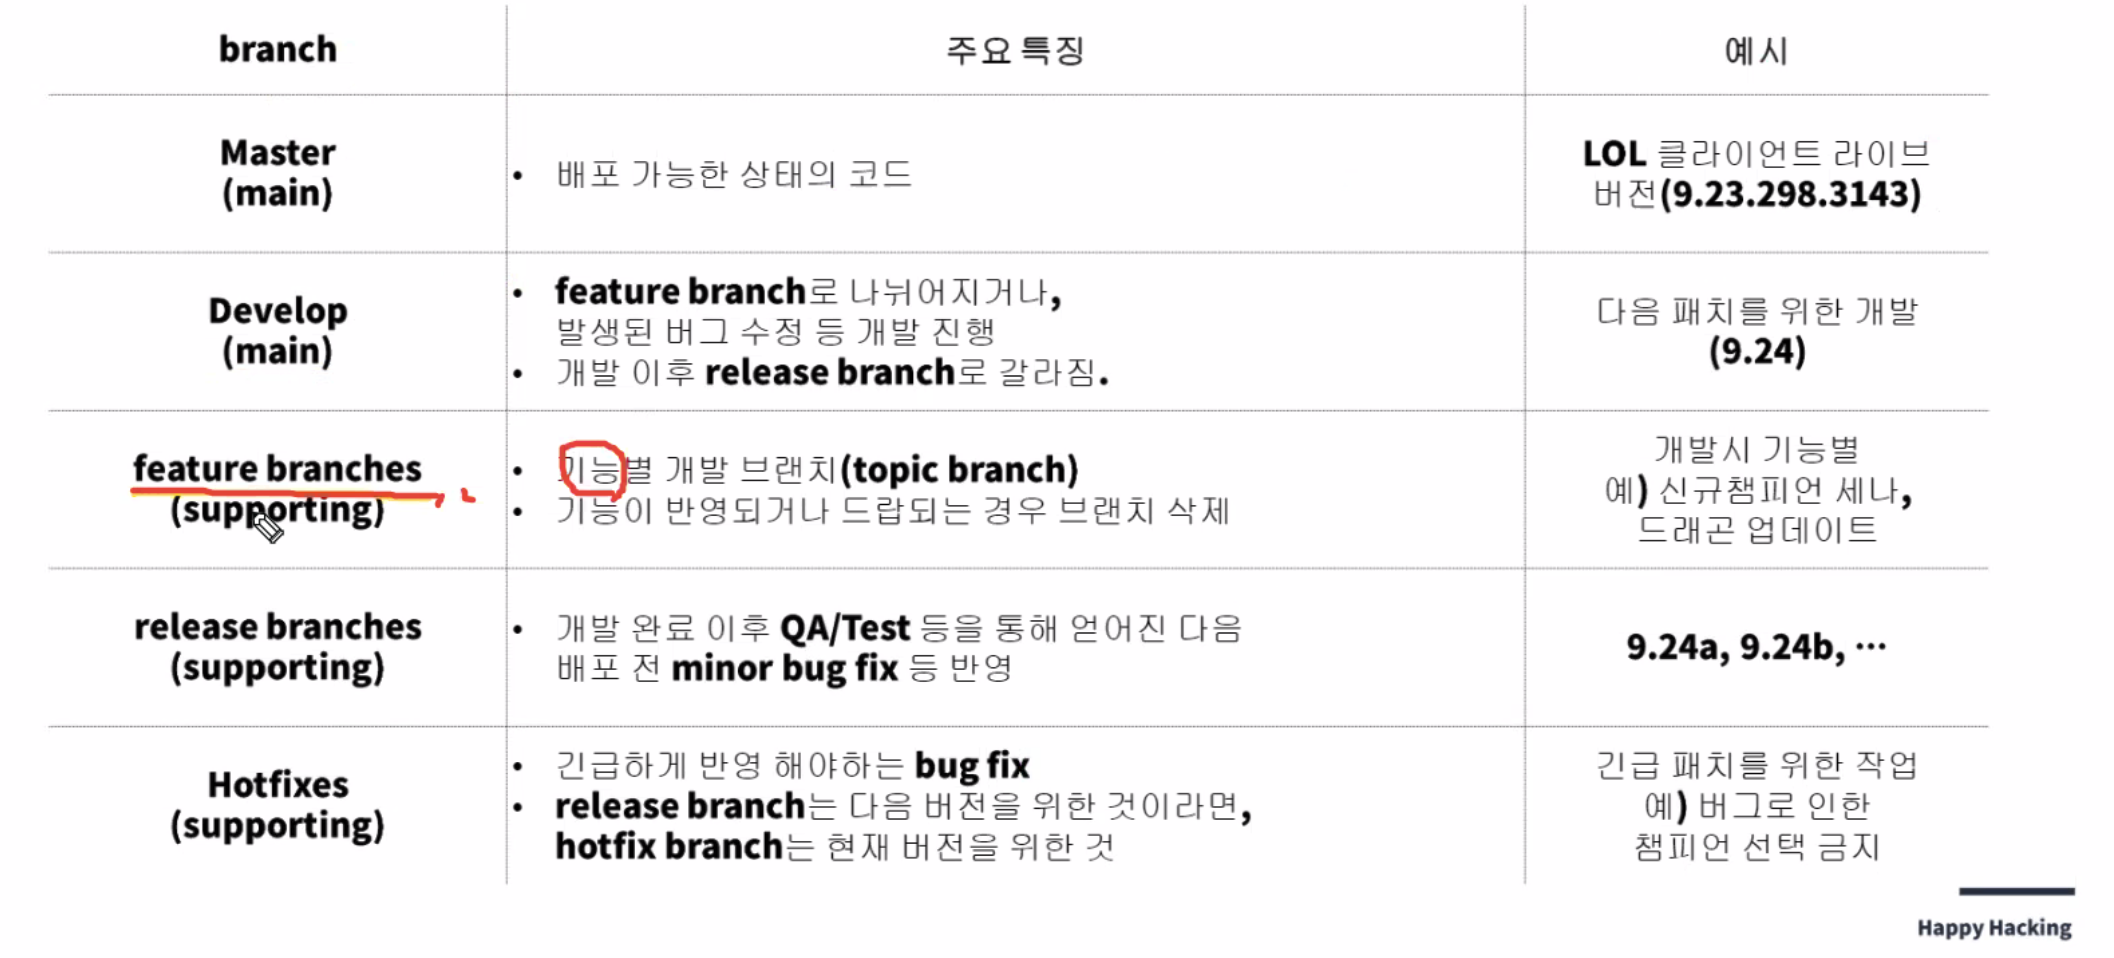 branch
주요 특징
예시
Master
(main)
• 배포 가능한 상태의 코드
LOL 클라이언트 라이브
버전(9.23.298.3143)
Develop
(main)
• feature branch로 나뉘어지거나,
발생된 버그 수정 등 개발 진행
• 개발 이후 release branch로 갈라짐.
다음 패치를 위한 개발
(9.24)
feature branches
(supporting)
• 기능별 개발 브랜치(topic branch)
• 기능이 반영되거나 드랍되는 경우 브랜치 삭제
개발시 기능별
예) 신규챔피언 세나,
드래곤 업데이트
release branches
(supporting)
• 개발 완료 이후 QA/Test 등을 통해 얻어진 다음
배포 전 minor bug fix 등 반영
9.24a, 9.24b, ···
Hotfixes
(supporting)
• 긴급하게 반영 해야하는 bug fix
• release branch는 다음 버전을 위한 것이라면,
hotfix branch는 현재 버전을 위한 것
긴급 패치를 위한 작업
예) 버그로 인한
챔피언 선택 금지
Happy Hacking